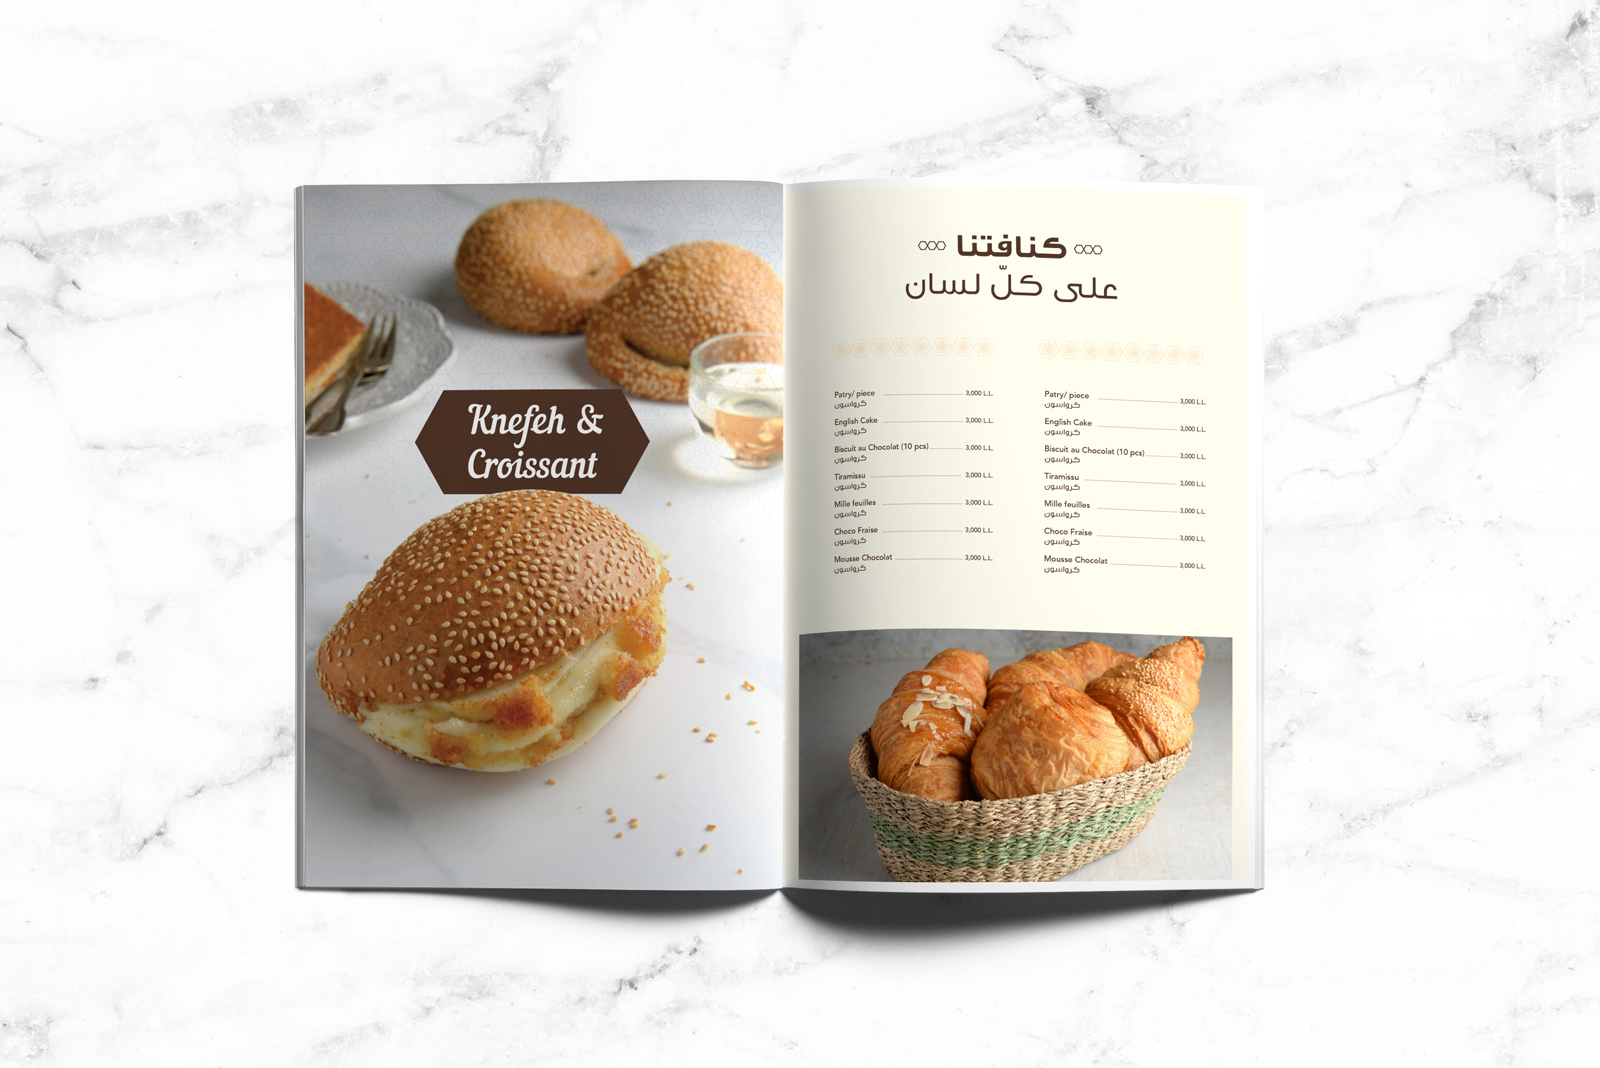 Knefeh &
Croissant
كنافتنا
على كلّ لسان
Patry/ piece 3,000 L.L.
كرواسون
English Cake 3,000 L.L.
كرواسون
Biscuit au Chocolat (10 pcs) 3,000 L.L.
كرواسون
Tiramissu 3,000 L.L.
كرواسون
Mille feuilles 3,000 L.L.
كرواسون
Choco Fraise 3,000 L.L.
كرواسون
Mousse Chocolat 3,000 L.L.
كرواسون
Patry/ piece 3,000 L.L.
كرواسون
English Cake 3,000 L.L.
كرواسون
Biscuit au Chocolat (10 pcs) 3,000 L.L.
كرواسون
Tiramissu 3,000 L.L.
كرواسون
Mille feuilles 3,000 L.L.
كرواسون
Choco Fraise 3,000 L.L.
كرواسون
Mousse Chocolat 3,000 L.L.
كرواسون